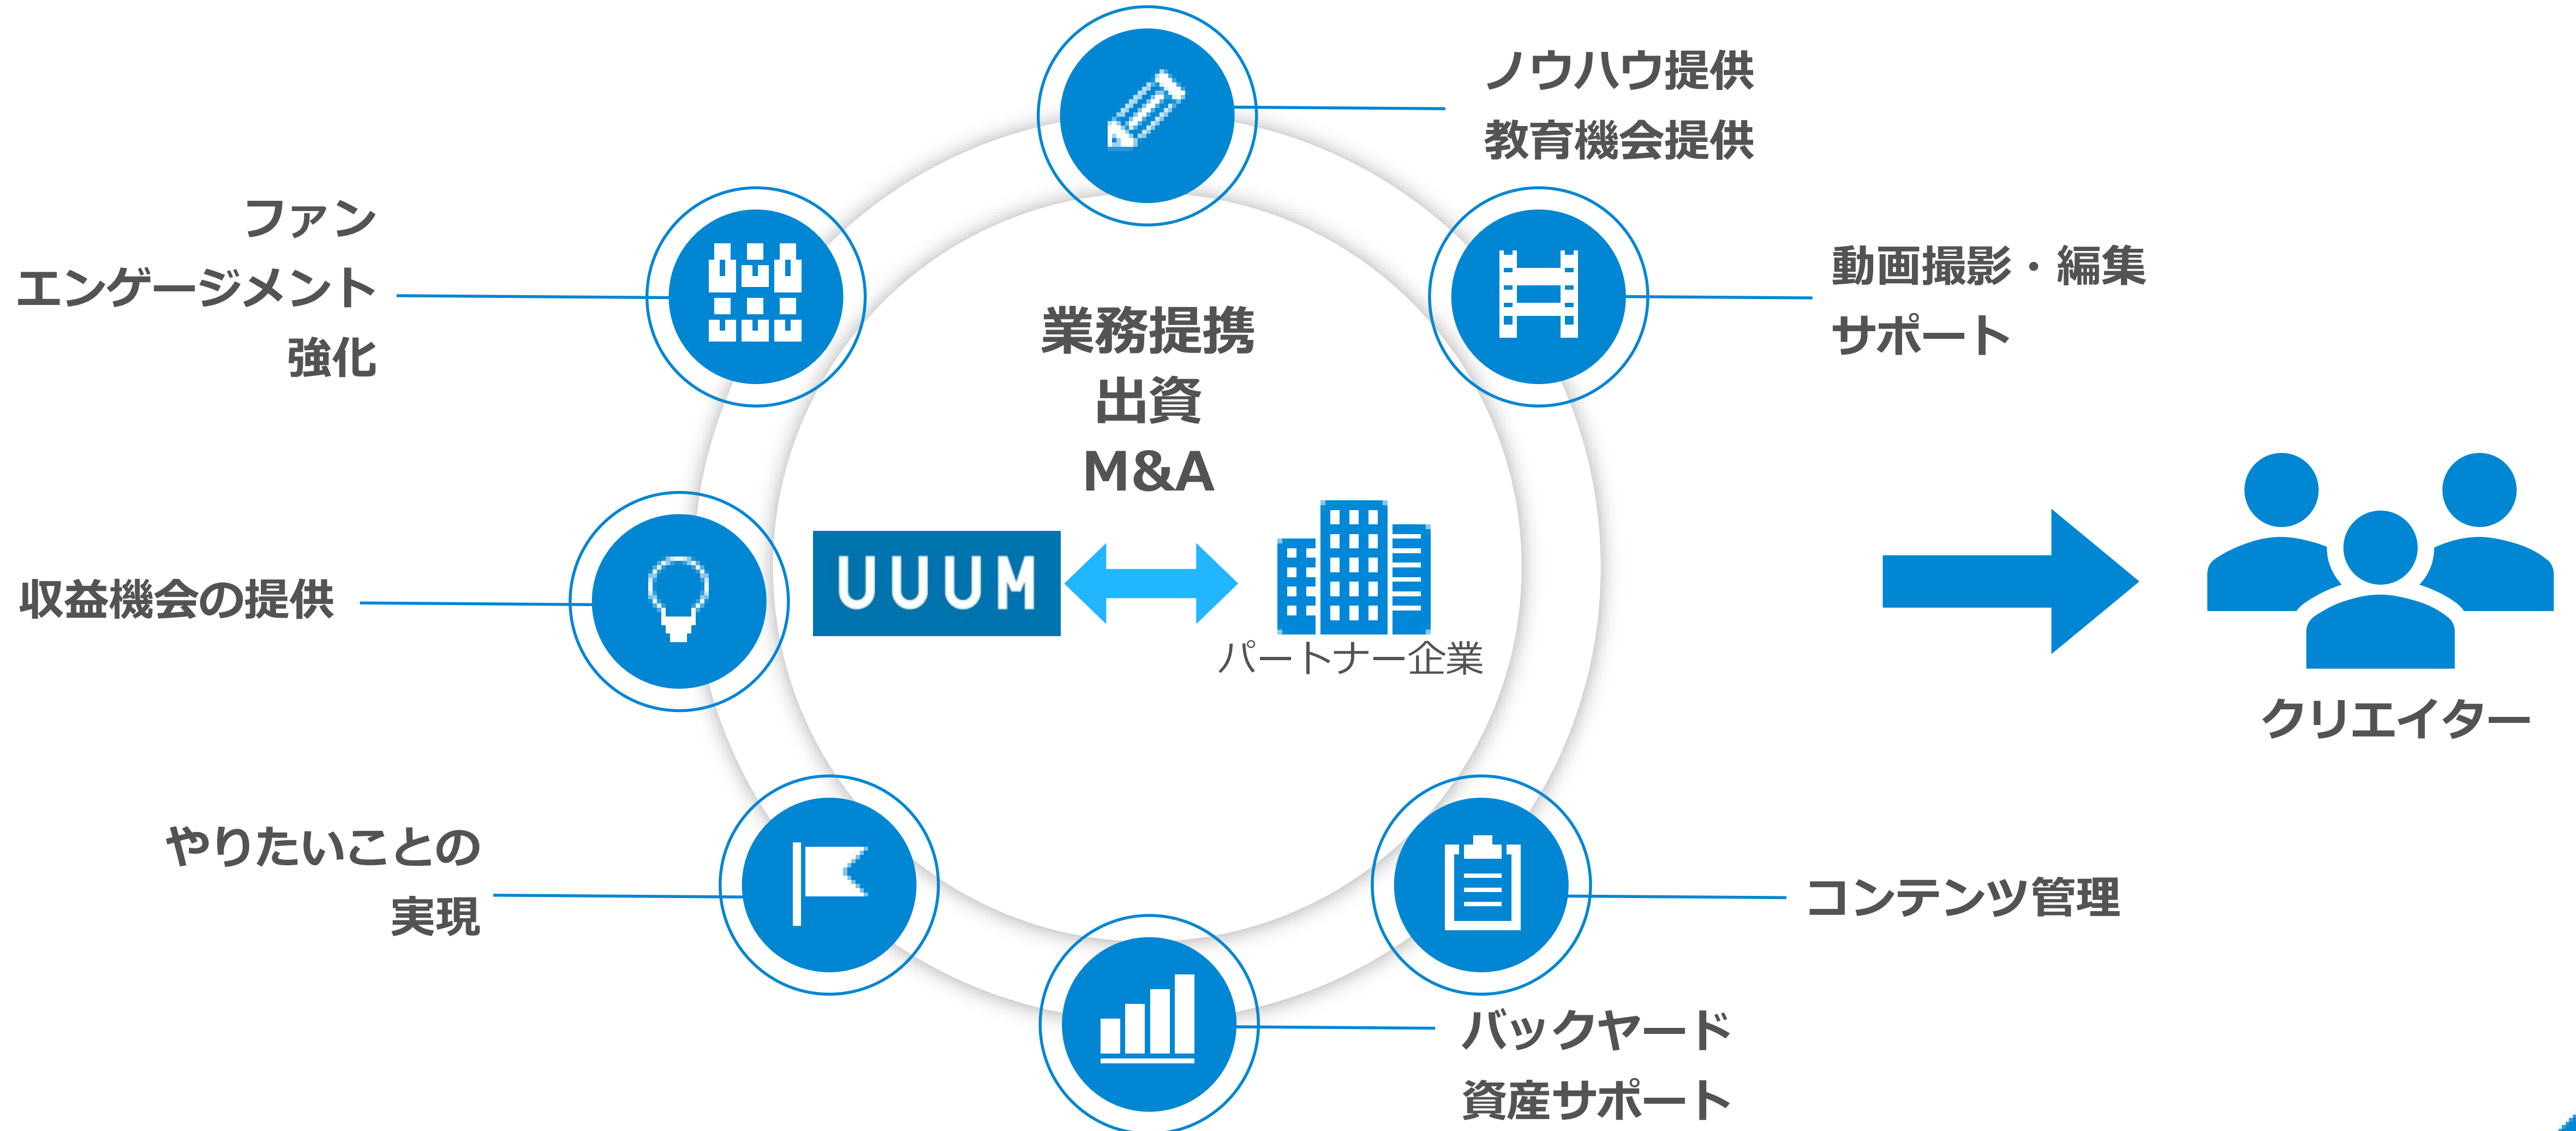 ノウハウ提供
教育機会提供
ファン
エンゲージメント
強化
動画撮影・編集
サポート
業務提携
出資
M&A
UUUM
パートナー企業
収益機会の提供
クリエイター
やりたいことの
実現
コンテンツ管理
バックヤード
資産サポート